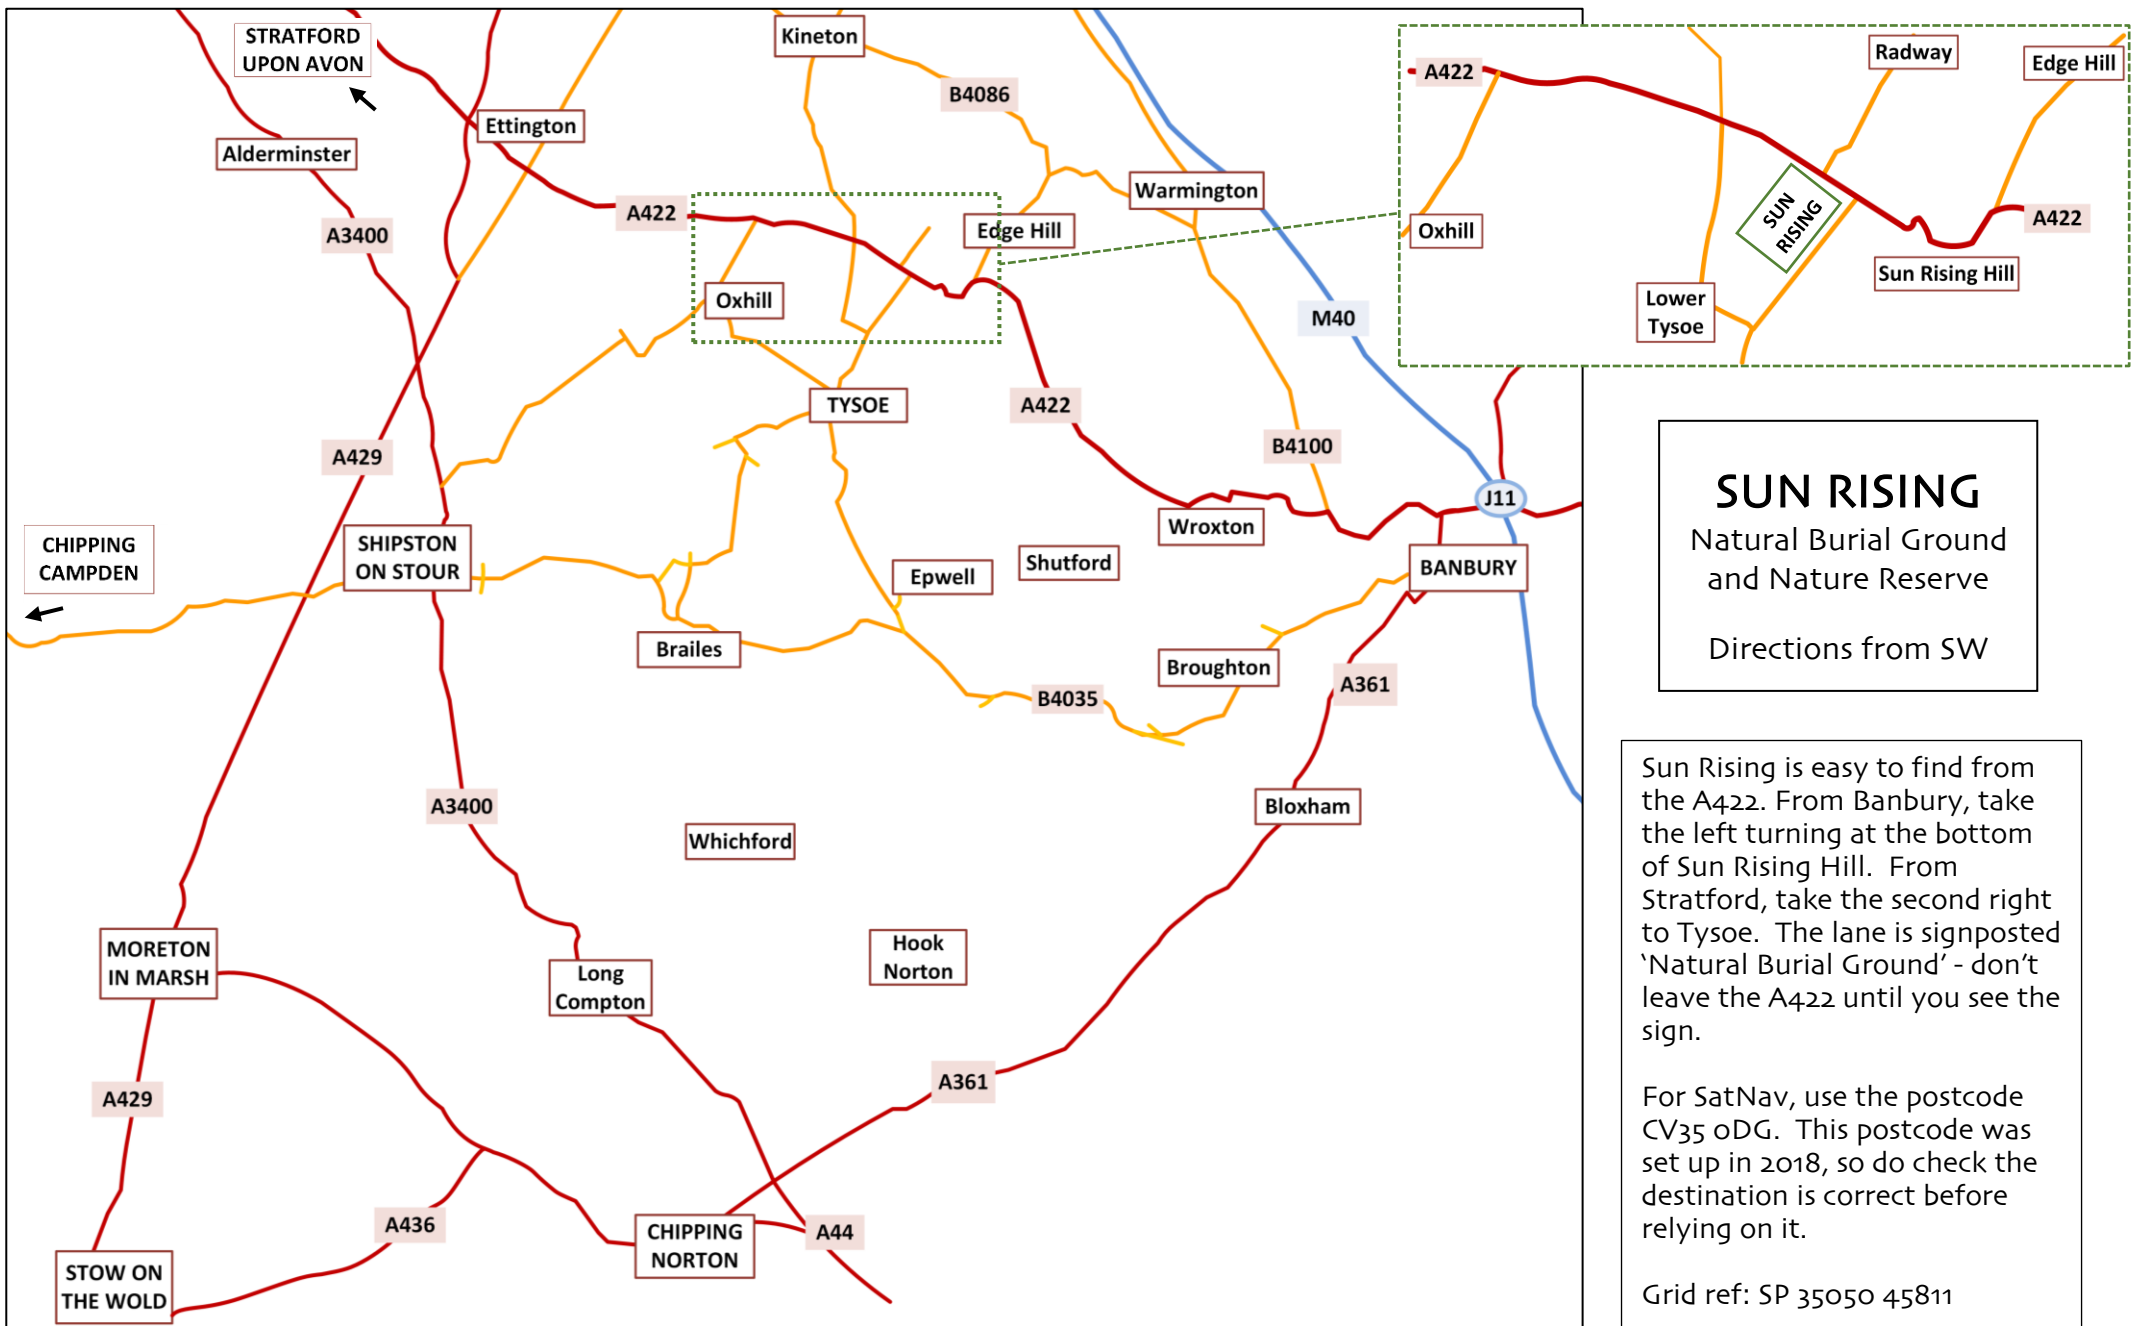 STRATFORD
UPON AVON
Kineton
B4086
Ettington
Alderminster
A3400
A422
Warmington
Edge Hill
Oxhill
M40
TYSOE
A422
A429
B4100
J11
CHIPPING
CAMPDEN
SHIPSTON
ON STOUR
Wroxton
Shutford
Epwell
BANBURY
Brailes
Broughton
B4035
A361
A3400
Bloxham
Whichford
MORETON
IN MARSH
Hook
Norton
Long
Compton
A429
A361
A436
CHIPPING
NORTON
A44
STOW ON
THE WOLD
A422
Radway
Edge Hill
Oxhill
SUN
RISING
A422
Sun Rising Hill
Lower
Tysoe
SUN RISING
Natural Burial Ground
and Nature Reserve
Directions from SW
Sun Rising is easy to find from
the A422. From Banbury, take
the left turning at the bottom
of Sun Rising Hill.  From
Stratford, take the second right
to Tysoe.  The lane is signposted
‘Natural Burial Ground’ - don’t
leave the A422 until you see the
sign.
For SatNav, use the postcode
CV35 0DG.  This postcode was
set up in 2018, so do check the
destination is correct before
relying on it.
Grid ref: SP 35050 45811